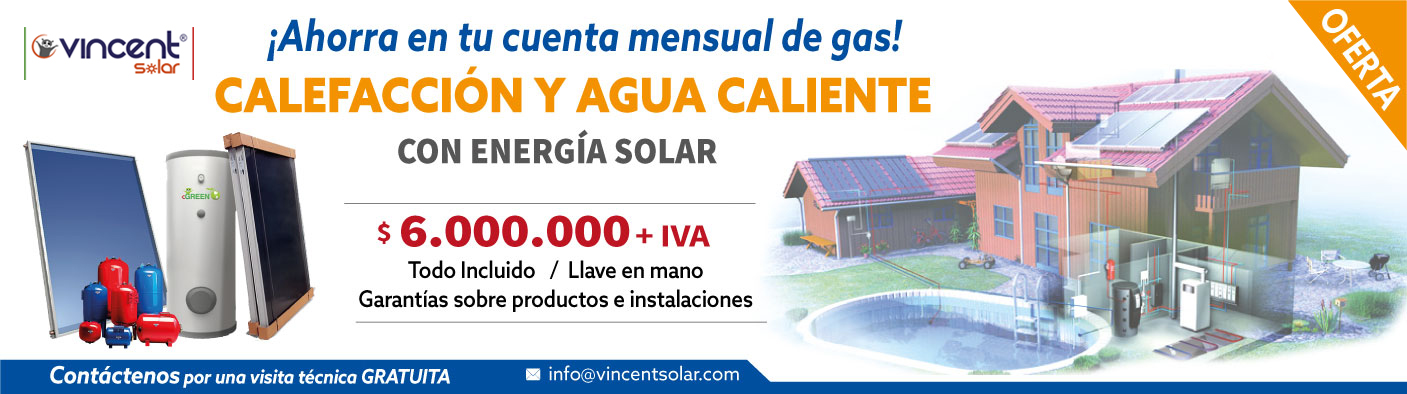 vincent®
solar
¡Ahorra en tu cuenta mensual de gas!
CALEFACCIÓN Y AGUA CALIENTE
CON ENERGÍA SOLAR
OFERTA
GREEN
$ 6.000.000 + IVA
Todo Incluido / Llave en mano
Garantías sobre productos e instalaciones
Contáctenos por una visita técnica GRATUITA
info@vincentsolar.com